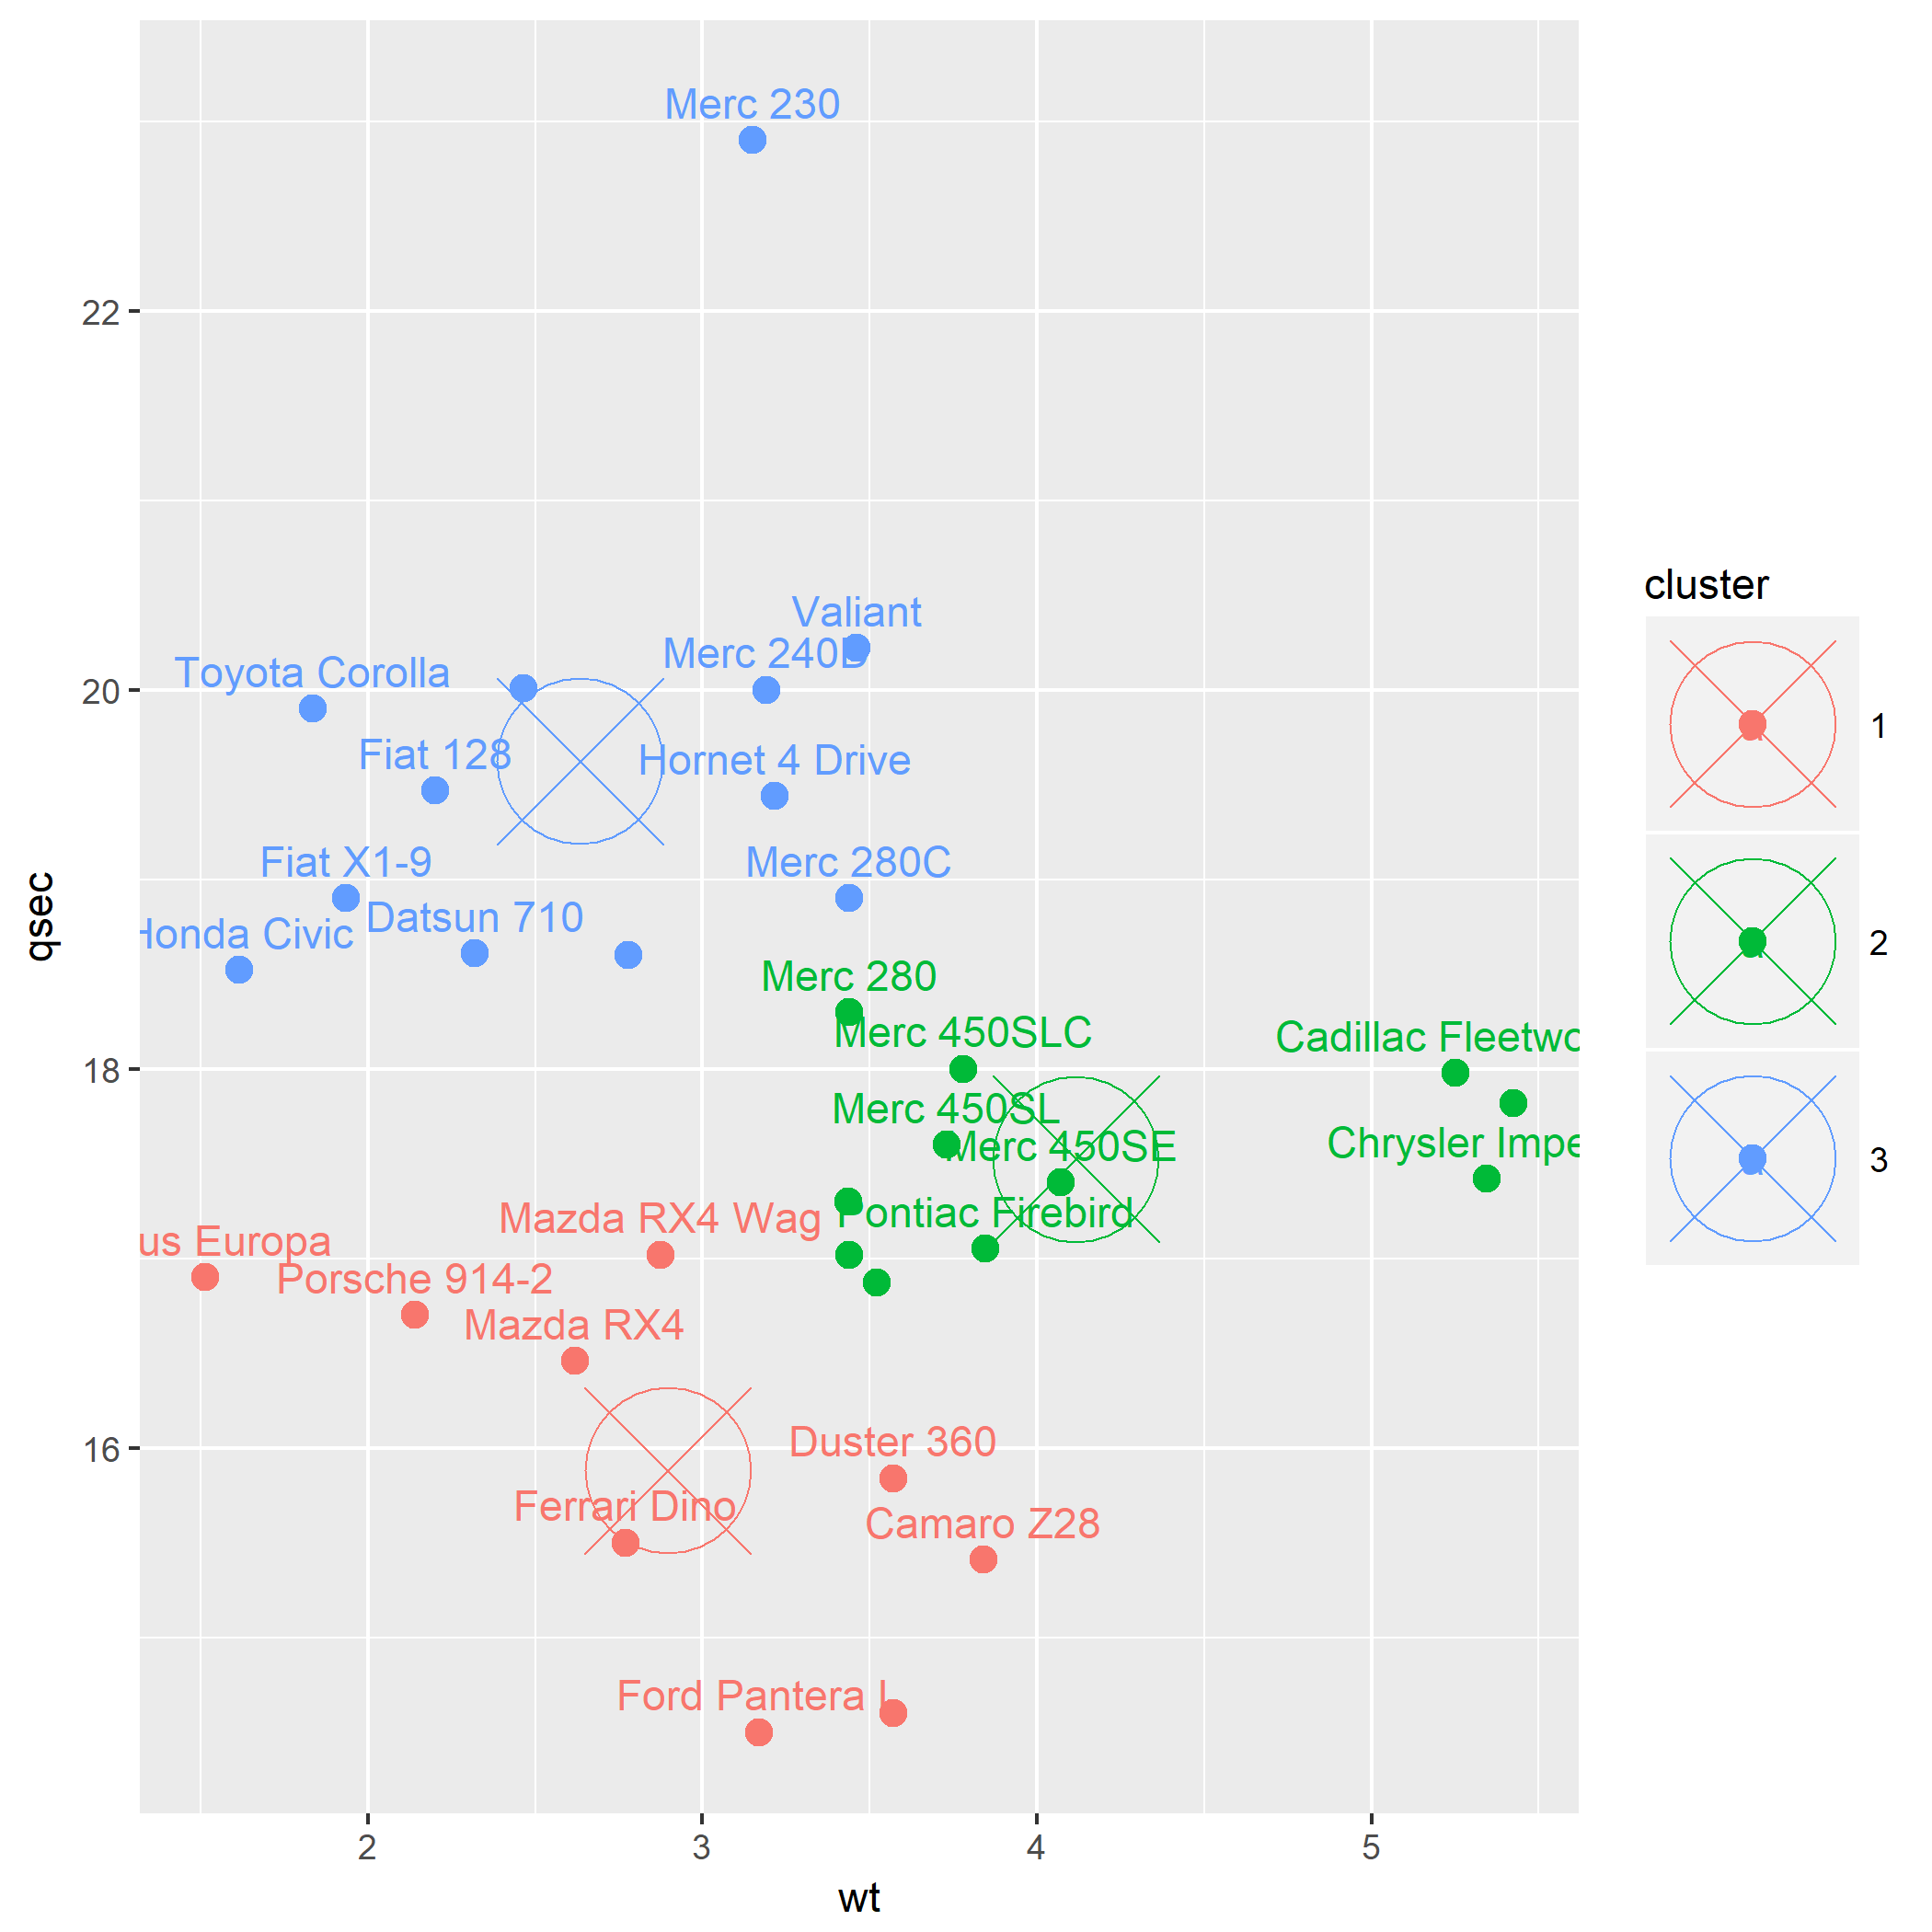 Merc 230
22
Valiant
Merc 240D
Toyota Corolla
20
Fiat 128
Hornet 4 Drive
Fiat X1-9
Merc 280C
Datsun 710
Honda Civic
Merc 280
Merc 450SLC
Cadillac Fleetwo
18
Merc 450SL
Merc 450SE
Chrysler Impe
Pontiac Firebird
Mazda RX4 Wag
us Europa
Porsche 914-2
Mazda RX4
Duster 360
16
Ferrari Dino
Camaro Z28
Ford Pantera L
2 3 4 5
wt
qsec
cluster
1
2
3